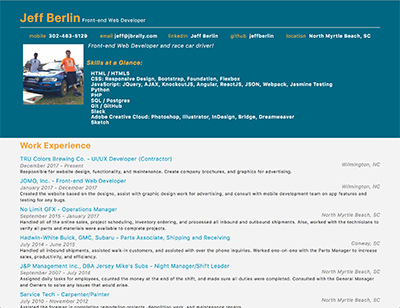 Jeff Berlin Front-end Web Developer
mobile 302-463-5129 email jeff@jbrally.com linkedin Jeff Berlin github jeffberlin location North Myrtle Beach, SC
Front-end Web Developer and race car driver!
Skills at a Glance:
HTML / HTML5
CSS: Responsive Design, Bootstrap, Foundation, Flexbox
JavaScript: JQuery, AJAX, KnockoutJS, Angular, ReactJS, JSON, Webpack, Jasmine Testing
Python
PHP
SQL / Postgres
Git / GitHub
Slack
Adobe Creative Cloud: Photoshop, Illustrator, InDesign, Bridge, Dreamweaver
Sketch
Work Experience
TRU Colors Brewing Co. - UI/UX Developer (Contractor)
December 2017 - Present Wilmington, NC
Responsible for website design, functionality, and maintenance. Create company brochures, and graphics for advertising.
JOMO, Inc. - Front-end Web Developer
January 2017 - December 2017 Wilmington, NC
Created the website based on the designs, assist with graphic design work for advertising, and consult with mobile development team on app features and
testing for any bugs.
No Limit GFX - Operations Manager
September 2015 - January 2017 North Myrtle Beach, SC
Handled all of the online sales, project scheduling, inventory ordering, and processed all inbound and outbound shipments. Also, worked with the technicians to
verify all parts and materials were available to complete projects.
Hadwin-White Buick, GMC, Subaru - Parts Associate, Shipping and Receiving
July 2014 - June 2015 Conway, SC
Handled all inbound shipments, assisted walk-in customers, and assisted with over the phone inquiries. Worked one-on-one with the Parts Manager to increase
sales, productivity, and efficiency.
J&P Management Inc., DBA Jersey Mike's Subs - Night Manager/Shift Leader
September 2007 - July 2014 North Myrtle Beach, SC
Assigned daily tasks for employees, counted the money at the end of the shift, and made sure all duties were completed. Consulted with the General Manager
and Owners to solve any issues that would arise.
Service Tech - Carpenter/Painter
July 2010 - November 2012 North Myrtle Beach, SC